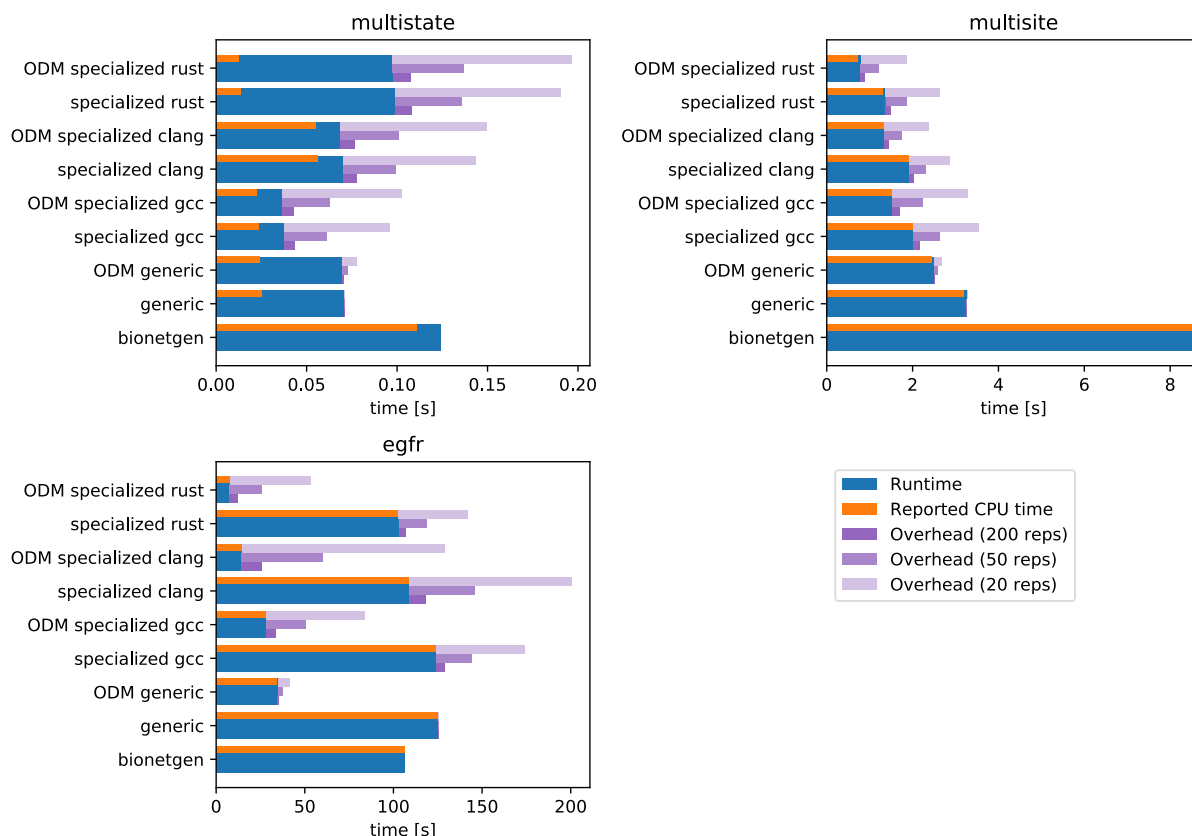 multistate
ODM specialized rust
specialized rust
ODM specialized clang
specialized clang
ODM specialized gcc
specialized gcc
ODM generic
generic
bionetgen
0.00 0.05 0.10 0.15 0.20
time [s]
multisite
ODM specialized rust
specialized rust
ODM specialized clang
specialized clang
ODM specialized gcc
specialized gcc
ODM generic
generic
bionetgen
0 2 4 6 8
time [s]
egfr
ODM specialized rust
specialized rust
ODM specialized clang
specialized clang
ODM specialized gcc
specialized gcc
ODM generic
generic
bionetgen
0 50 100 150 200
time [s]
Runtime
Reported CPU time
Overhead (200 reps)
Overhead (50 reps)
Overhead (20 reps)